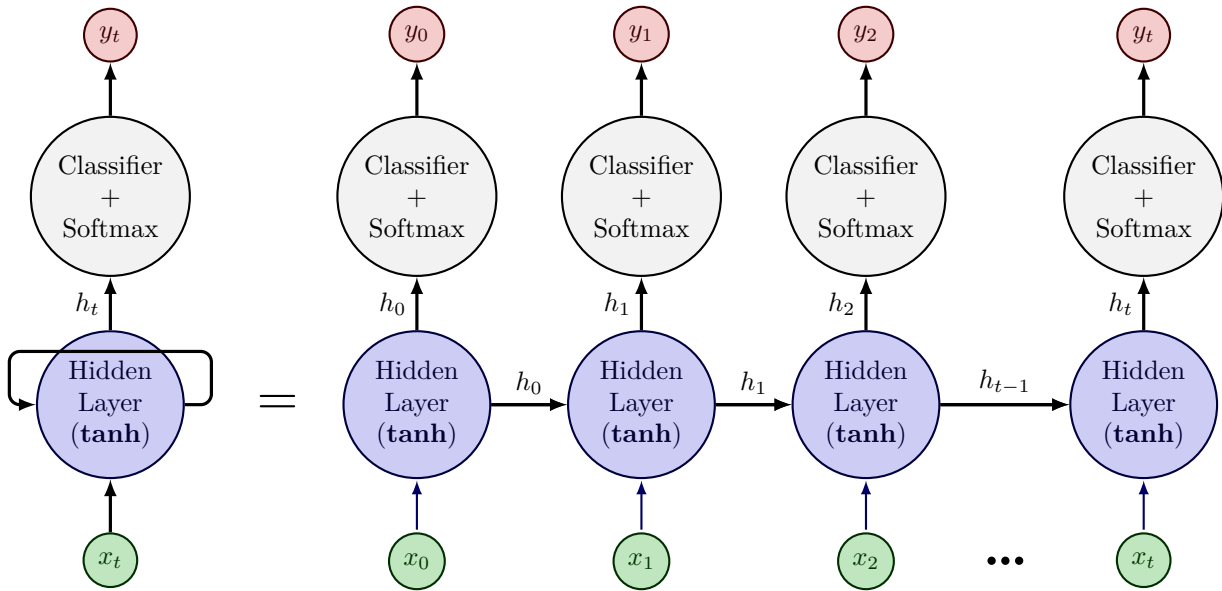 y_t y_0 y_1 y_2 y_t
Classifier Classifier Classifier Classifier Classifier
+ + + + +
Softmax Softmax Softmax Softmax Softmax
h_t h_0 h_1 h_2 h_t
Hidden Hidden Hidden Hidden Hidden
h_0 h_1 h_{t−1}
Layer = Layer Layer Layer Layer
(tanh) (tanh) (tanh) (tanh) (tanh)
x_t x_0 x_1 x_2 ••• x_t